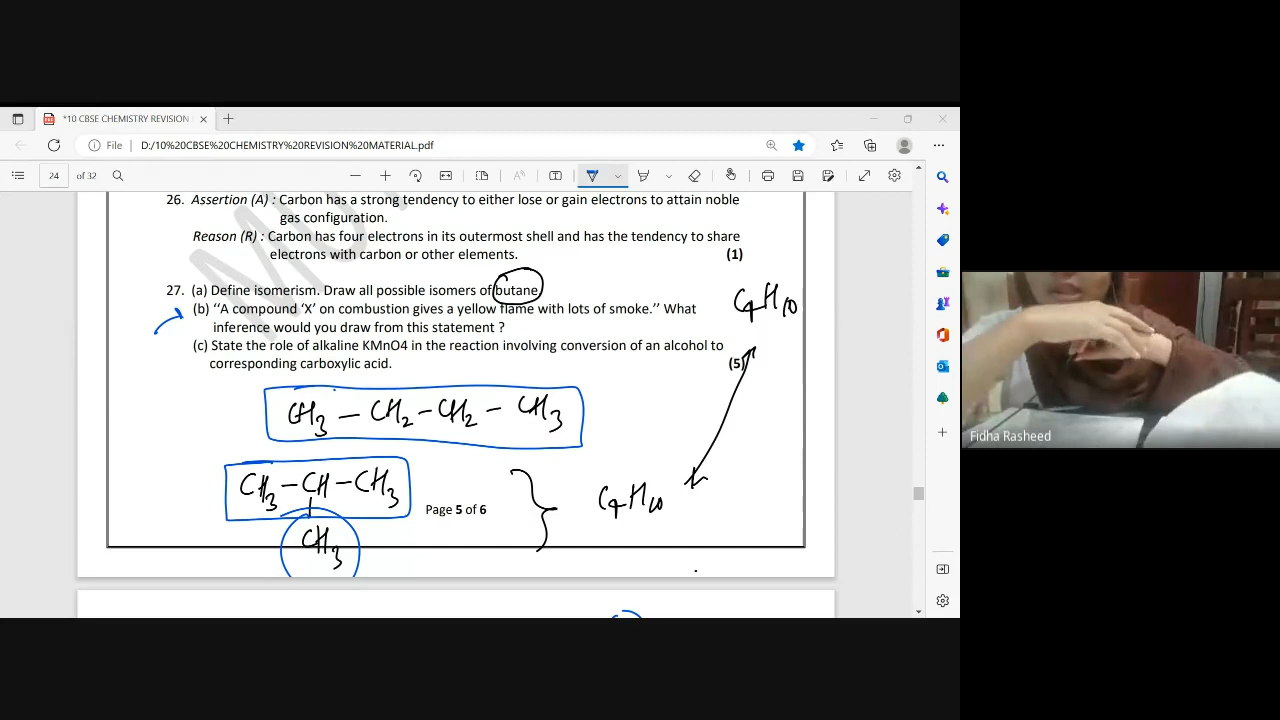 *10 CBSE CHEMISTRY REVISION
File D:/10%20CBSE%20CHEMISTRY%20REVISION%20MATERIAL.pdf
24 of 32
26. Assertion (A) : Carbon has a strong tendency to either lose or gain electrons to attain noble
gas configuration.
Reason (R) : Carbon has four electrons in its outermost shell and has the tendency to share
electrons with carbon or other elements. (1)
27. (a) Define isomerism. Draw all possible isomers of butane
(b) ‘‘A compound ‘X’ on combustion gives a yellow flame with lots of smoke.’’ What
inference would you draw from this statement ?
(c) State the role of alkaline KMnO4 in the reaction involving conversion of an alcohol to
corresponding carboxylic acid. (5)
C4H10
CH3 – CH2 – CH2 – CH3
CH3 – CH – CH3
CH3
C4H10
Page 5 of 6
Fidha Rasheed